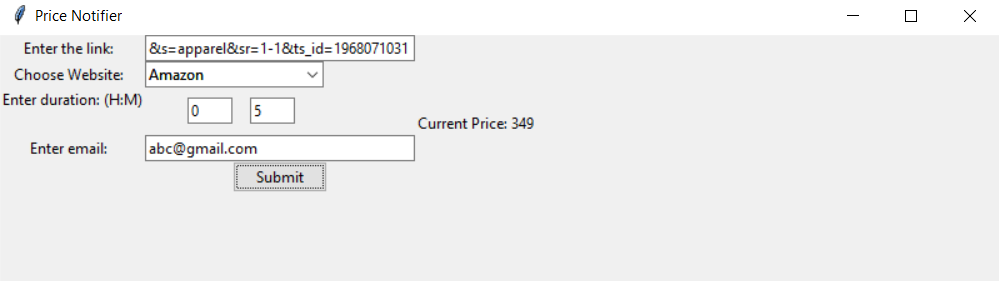 Price Notifier
Enter the link: &s=apparel&sr=1-1&ts_id=1968071031
Choose Website: Amazon
Enter duration: (H:M) 0 5
Current Price: 349
Enter email: abc@gmail.com
Submit